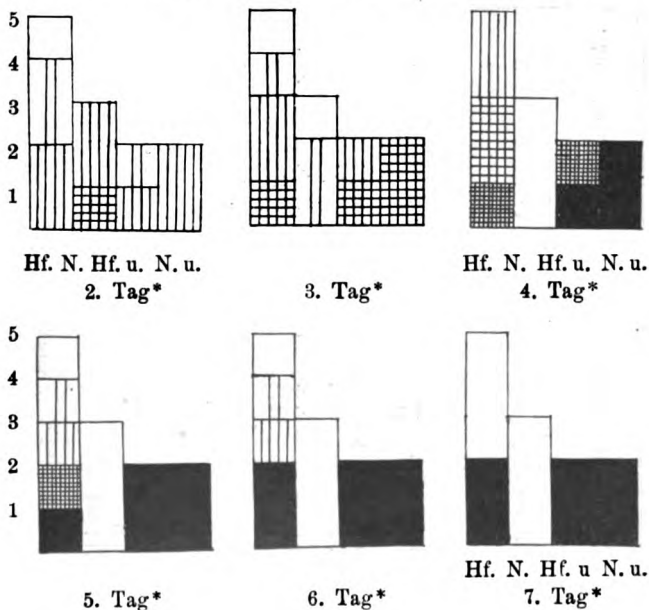 5
4
3
2
1
Hf. N. Hf. u. N. u. Hf. N. Hf. u. N. u.
2. Tag* 3. Tag* 4. Tag*
5
4
3
2
1
Hf. N. Hf. u N. u.
5. Tag* 6. Tag* 7. Tag*